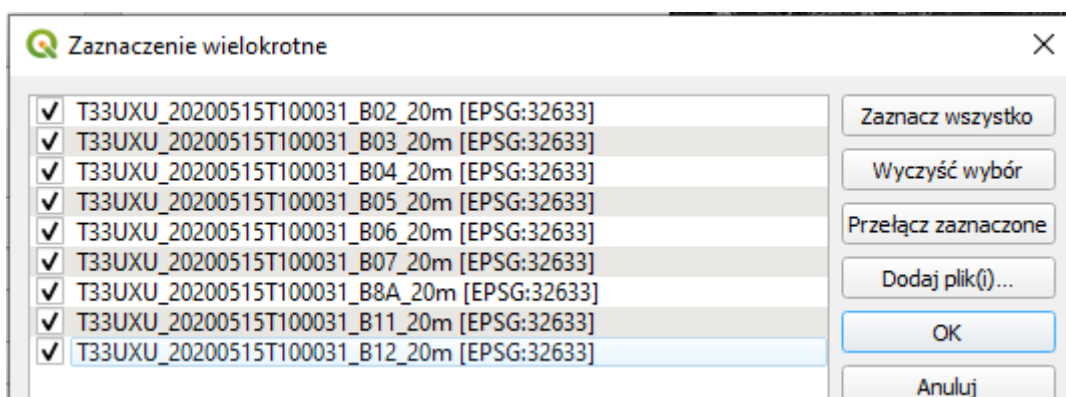 Zaznaczenie wielokrotne
T33UXU_20200515T100031_B02_20m [EPSG:32633]
T33UXU_20200515T100031_B03_20m [EPSG:32633]
T33UXU_20200515T100031_B04_20m [EPSG:32633]
T33UXU_20200515T100031_B05_20m [EPSG:32633]
T33UXU_20200515T100031_B06_20m [EPSG:32633]
T33UXU_20200515T100031_B07_20m [EPSG:32633]
T33UXU_20200515T100031_B8A_20m [EPSG:32633]
T33UXU_20200515T100031_B11_20m [EPSG:32633]
T33UXU_20200515T100031_B12_20m [EPSG:32633]
Zaznacz wszystko
Wyczyść wybór
Przełącz zaznaczone
Dodaj plik(i)...
OK
Anuluj